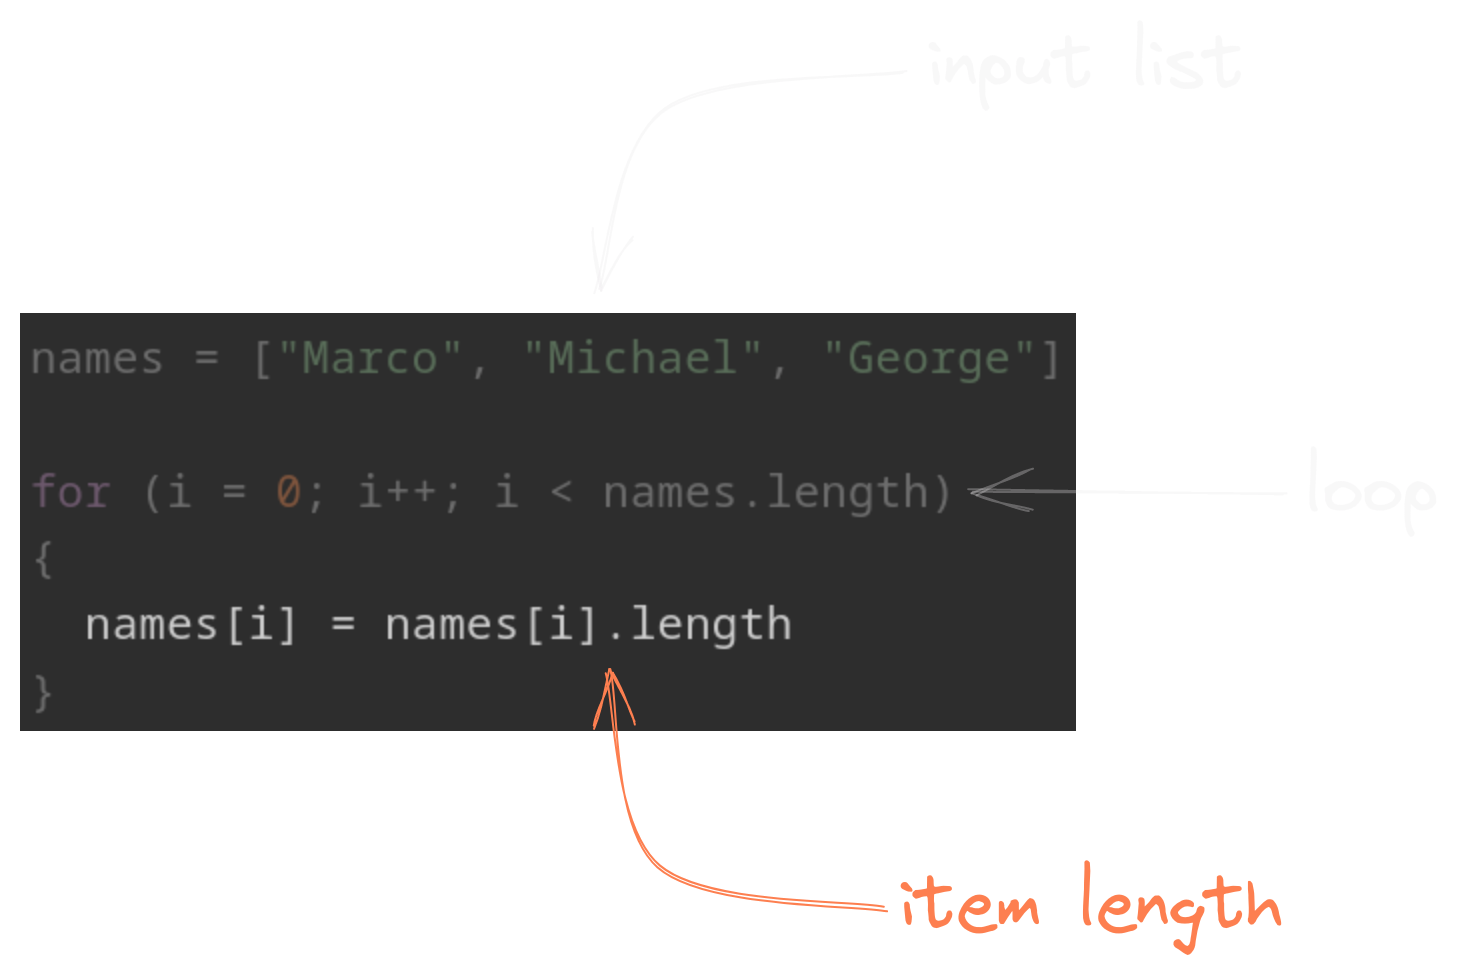 input list
names = ["Marco", "Michael", "George"]
for (i = 0; i++; i < names.length)
loop
{
names[i] = names[i].length
}
item length